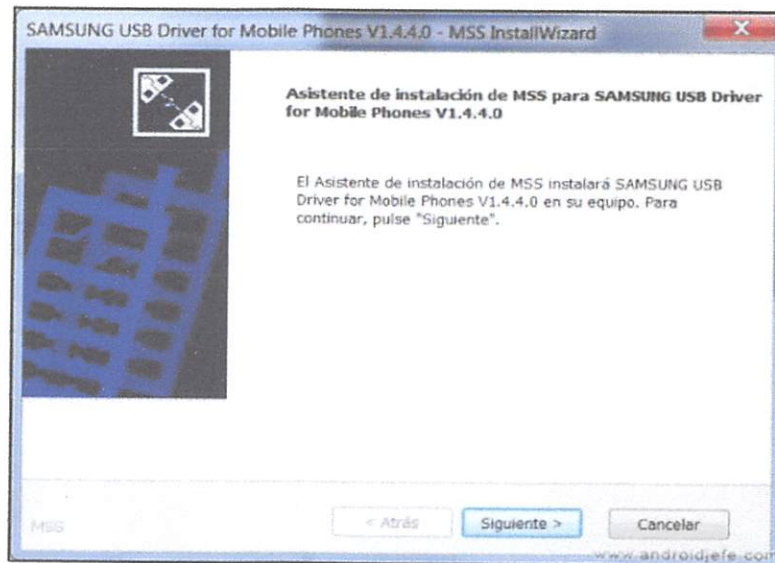 SAMSUNG USB Driver for Mobile Phones V1.4.4.0 - MSS InstallWizard
Asistente de instalación de MSS para SAMSUNG USB Driver
for Mobile Phones V1.4.4.0
El Asistente de instalación de MSS instalará SAMSUNG USB
Driver for Mobile Phones V1.4.4.0 en su equipo. Para
continuar, pulse "Siguiente".
MSS
< Atrás
Siguiente >
Cancelar
www.androidjefe.com